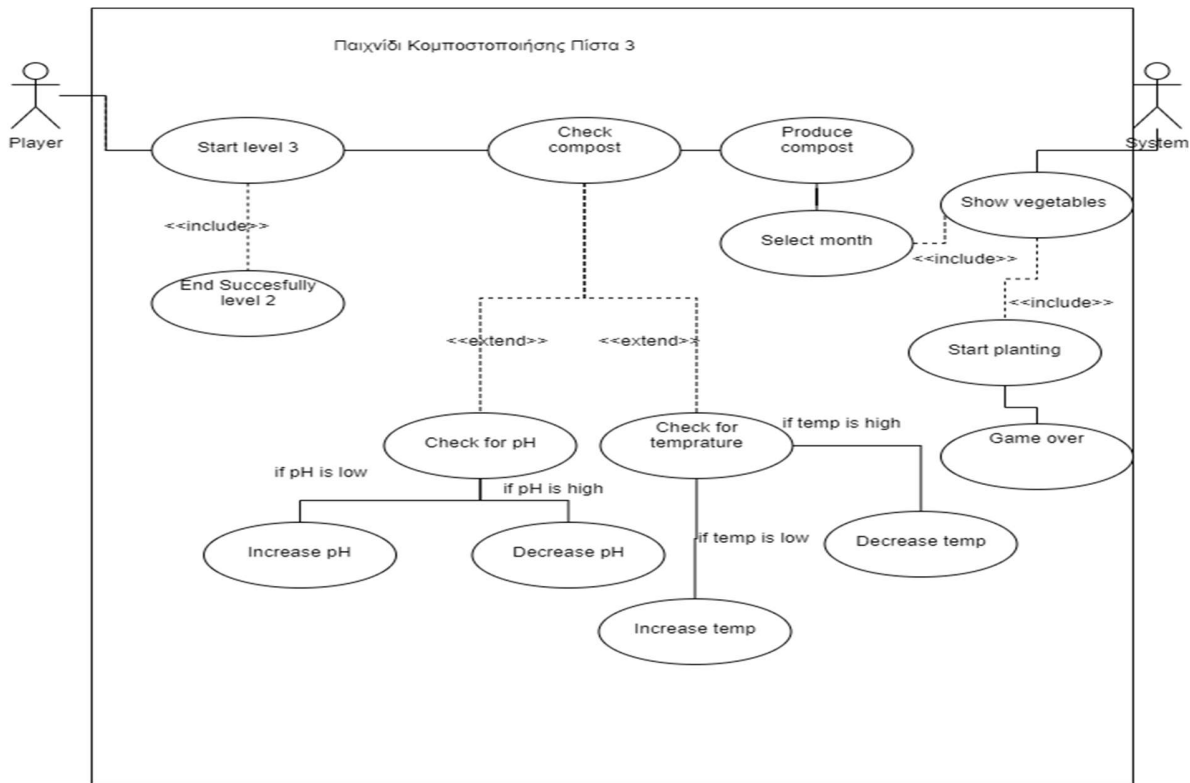 Παιχνίδι Κομποστοποίησης Πίστα 3
Player
System
Start level 3
Check
compost
Produce
compost
Show vegetables
<<include>>
Select month
<<include>>
End Succesfully
level 2
<<include>>
<<extend>>
<<extend>>
Start planting
Check for pH
Check for
temprature
if temp is high
Game over
if pH is low
if pH is high
Increase pH
Decrease pH
if temp is low
Decrease temp
Increase temp